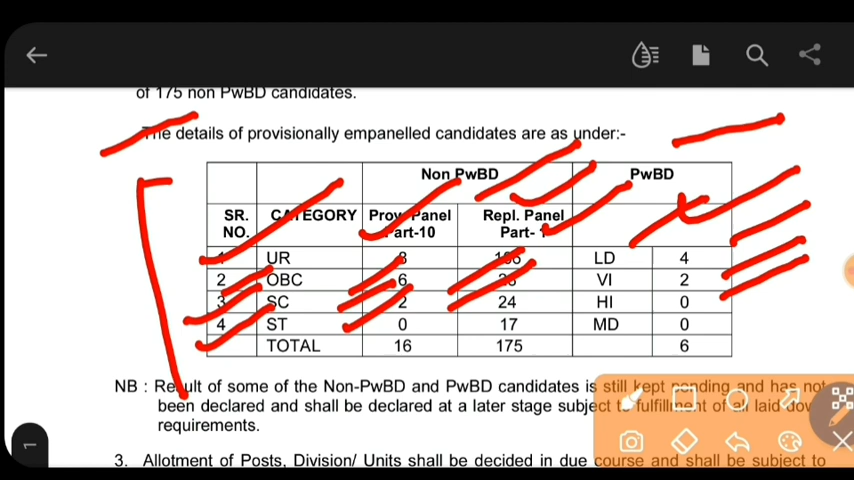 of 175 non PwBD candidates.
The details of provisionally empanelled candidates are as under:-
Non PwBD PwBD
SR. NO. CATEGORY Prov. Panel Part-10 Repl. Panel Part-
UR LD 4
2 OBC 6 VI 2
3 SC 2 24 HI 0
4 ST 0 17 MD 0
TOTAL 16 175 6
NB : Result of some of the Non-PwBD and PwBD candidates is still kept pending and has not
been declared and shall be declared at a later stage subject to fulfillment of all laid down
requirements.
3. Allotment of Posts, Division/ Units shall be decided in due course and shall be subject to